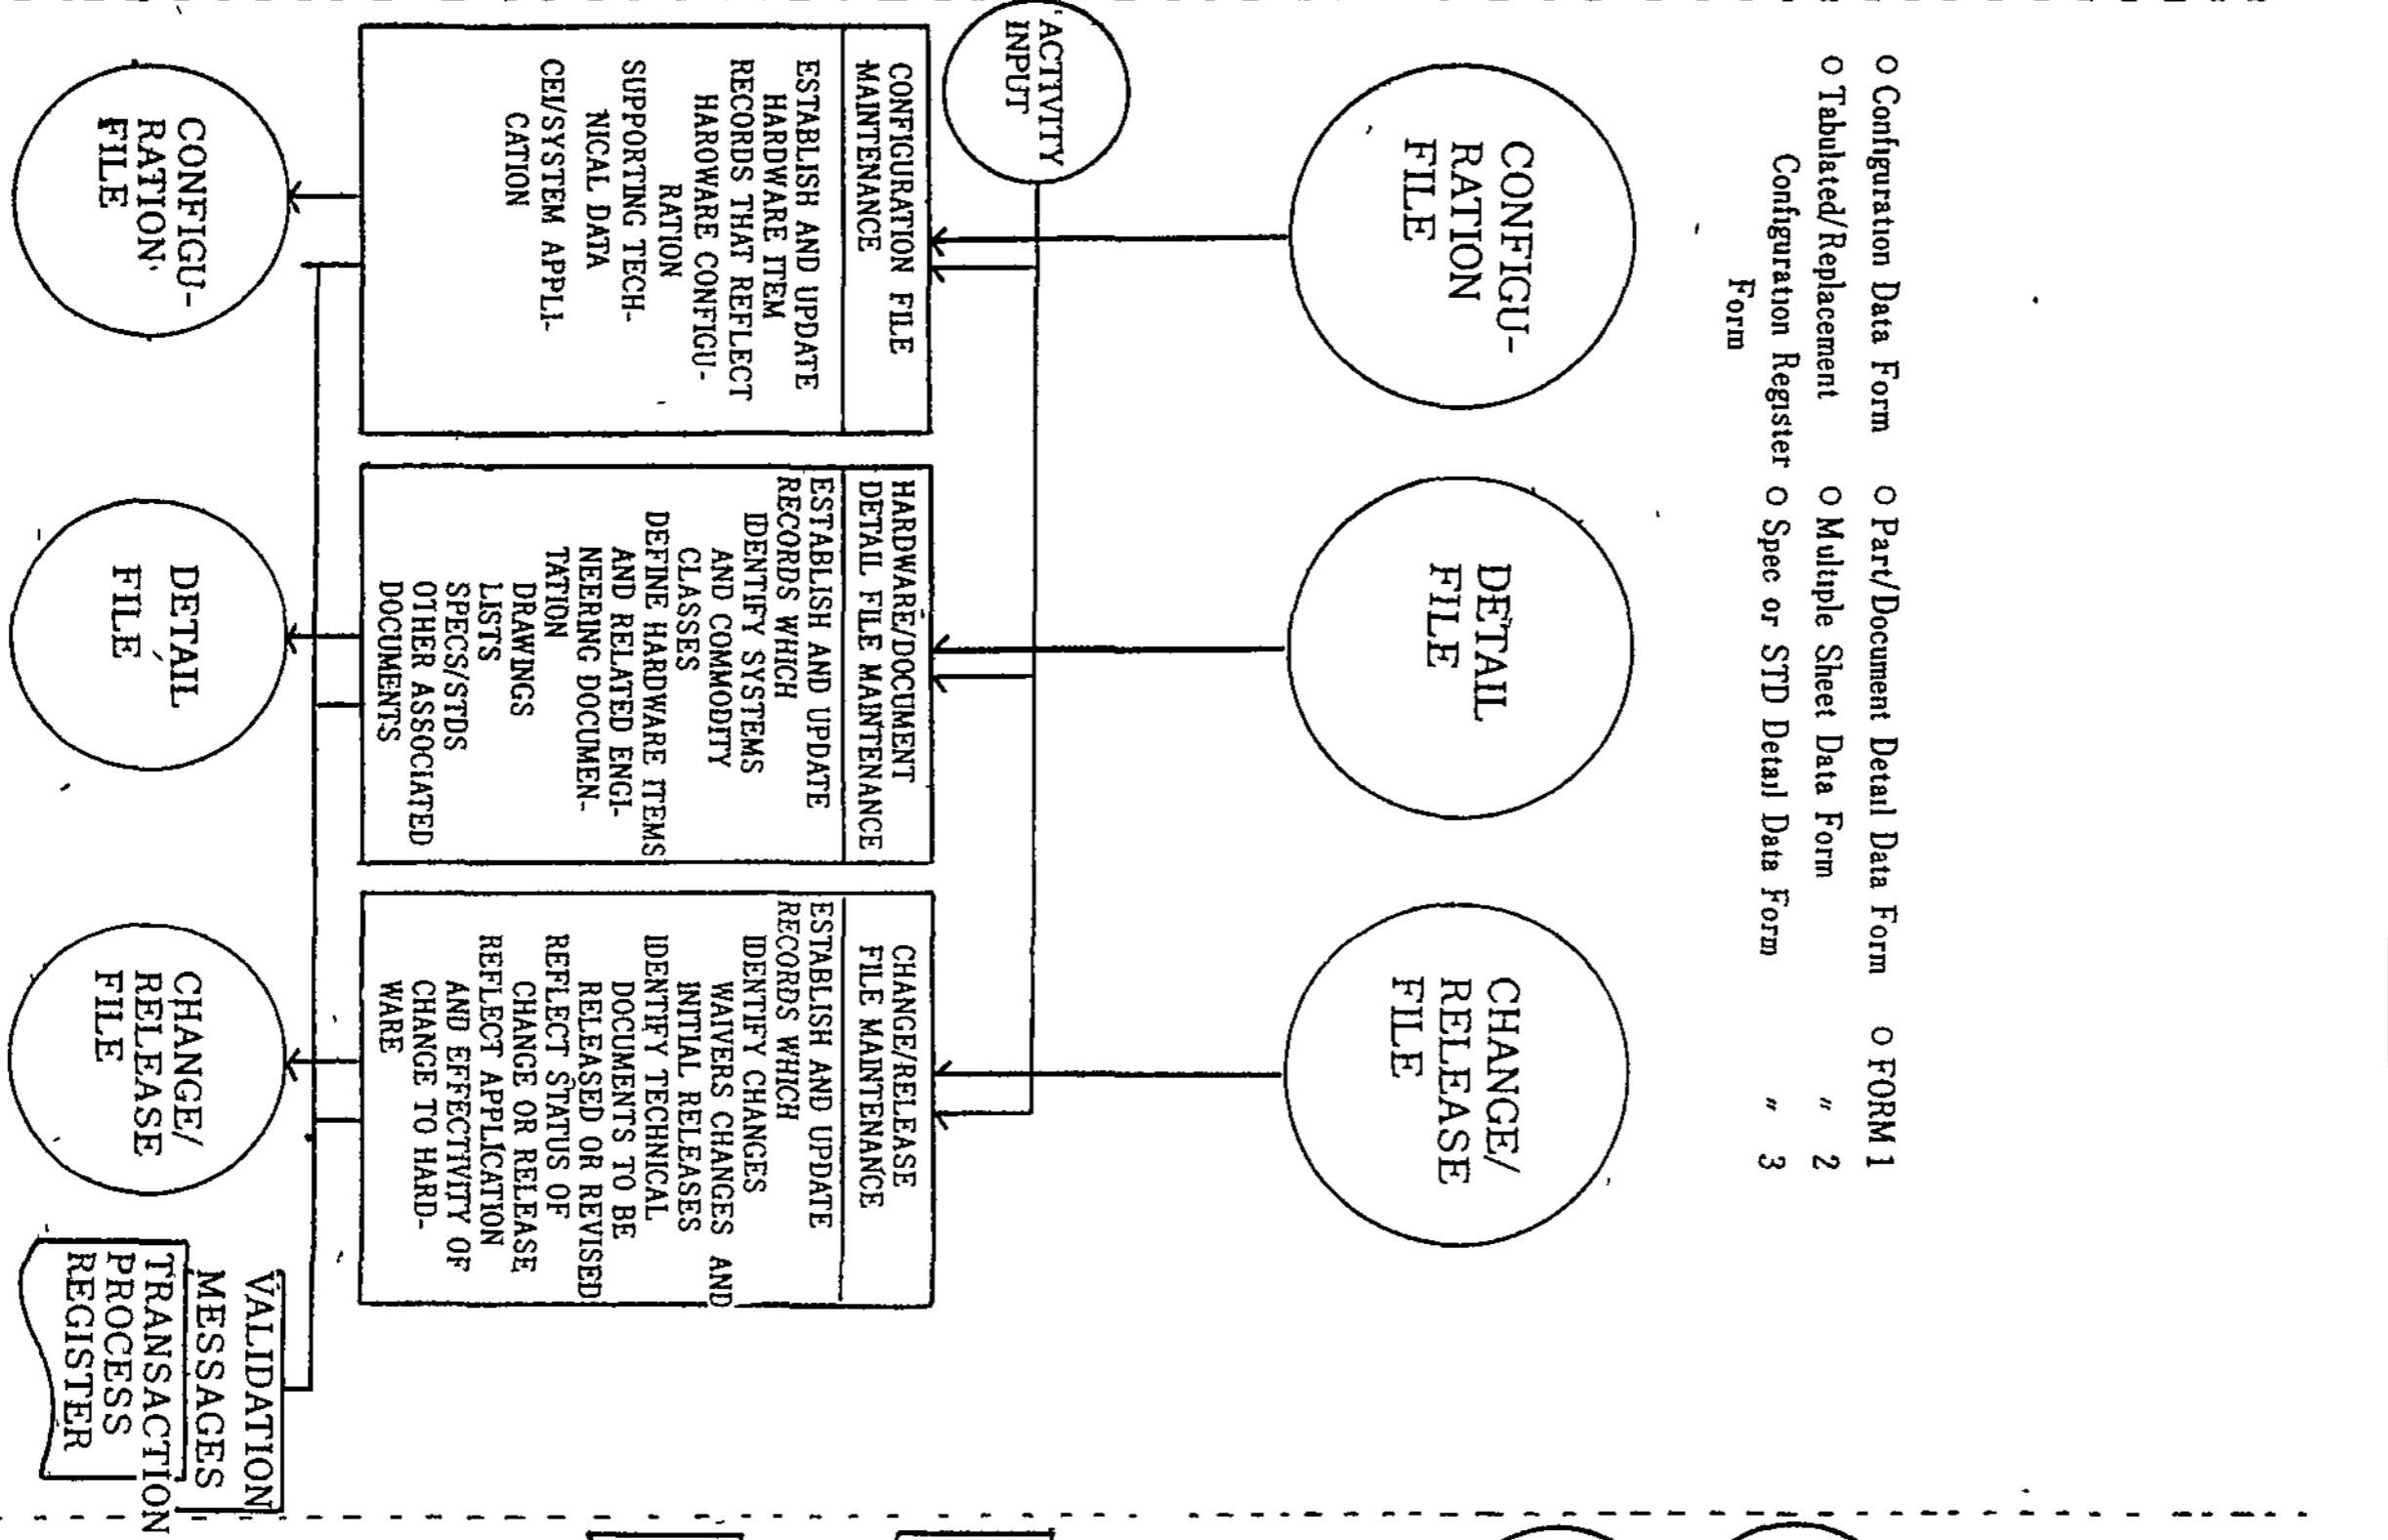 o Configuration Data Form
o Tabulated/Replacement
Configuration Register
Form
o Part/Document Detail Data Form
o Multiple Sheet Data Form
o Spec or STD Detail Data Form
o FORM 1
" 2
" 3
CONFIGU-
RATION
FILE
DETAIL
FILE
CHANGE/
RELEASE
FILE
ACTIVITY
INPUT
CONFIGURATION FILE
MAINTENANCE
ESTABLISH AND UPDATE
HARDWARE ITEM
RECORDS THAT REFLECT
HAROWARE CONFIGU-
RATION
SUPPORTING TECH-
NICAL DATA
CEI/SYSTEM APPLI-
CATION
HARDWARE/DOCUMENT
DETAIL FILE MAINTENANCE
ESTABLISH AND UPDATE
RECORDS WHICH
IDENTIFY SYSTEMS
AND COMMODITY
CLASSES
DEFINE HARDWARE ITEMS
AND RELATED ENGI-
NEERING DOCUMEN-
TATION
DRAWINGS
LISTS
SPECS/STDS
OTHER ASSOCIATED
DOCUMENTS
CHANGE/RELEASE
FILE MAINTENANCE
ESTABLISH AND UPDATE
RECORDS WHICH
IDENTIFY CHANGES
WAIVERS CHANGES AND
INITIAL RELEASES
IDENTIFY TECHNICAL
DOCUMENTS TO BE
RELEASED OR REVISED
REFLECT STATUS OF
CHANGE OR RELEASE
REFLECT APPLICATION
AND EFFECTIVITY OF
CHANGE TO HARD-
WARE
CONFIGU-
RATION
FILE
DETAIL
FILE
CHANGE/
RELEASE
FILE
VALIDATION
MESSAGES
TRANSACTION
PROCESS
REGISTER